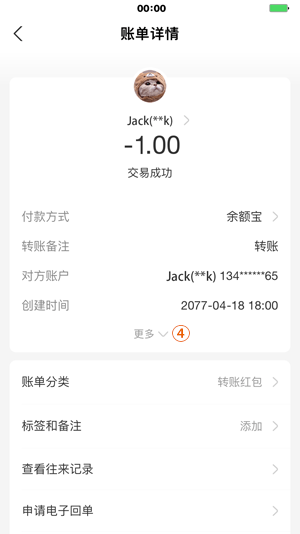 00:00
账单详情
Jack(**k)
-1.00
交易成功
付款方式 余额宝
转账备注 转账
对方账户 Jack(**k) 134******65
创建时间 2077-04-18 18:00
更多 4
账单分类 转账红包
标签和备注 添加
查看往来记录
申请电子回单